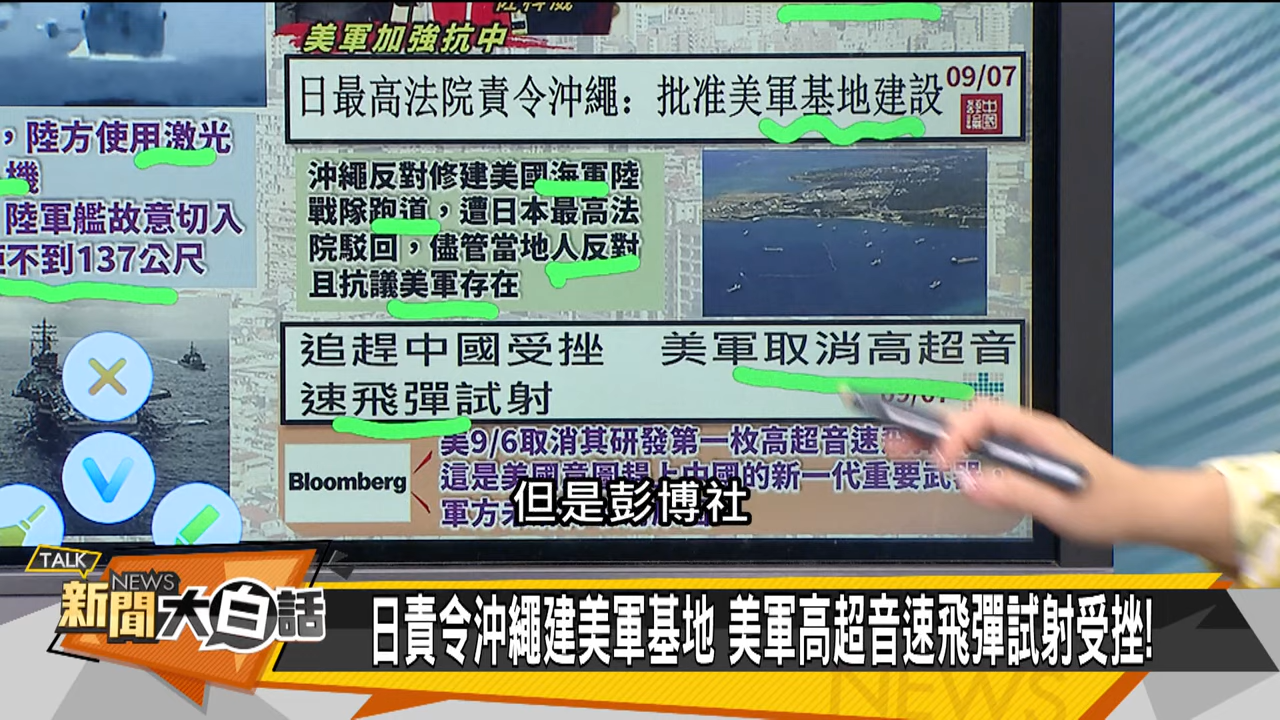 美軍加強抗中
日最高法院責令沖繩：批准美軍基地建設
09/07
，陸方使用激光
機
陸軍艦故意切入
不到137公尺
沖繩反對修建美國海軍陸
戰隊跑道，遭日本最高法
院駁回，儘管當地人反對
且抗議美軍存在
追趕中國受挫 美軍取消高超音
速飛彈試射
09/07
Bloomberg
美9/6取消其研發第一枚高超音速飛
這是美國意圖趕上中國的新一代重要武器。
軍方
但是彭博社
TALK
NEWS
新聞大白話
日責令沖繩建美軍基地 美軍高超音速飛彈試射受挫!
NEWS